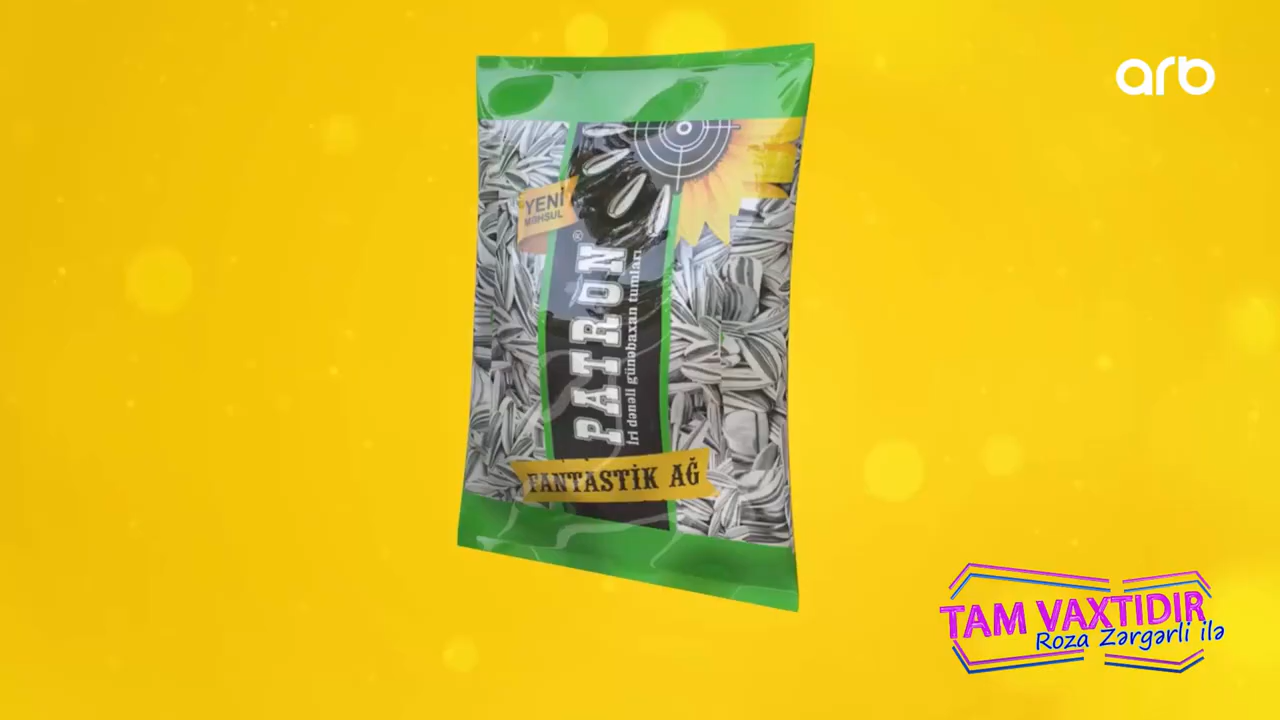 arb
YENİ
MƏHSUL
PATRON®
İri dənəli günəbaxan tumları
FANTASTİK AĞ
TAM VAXTIDIR
Roza Zərgərli ilə